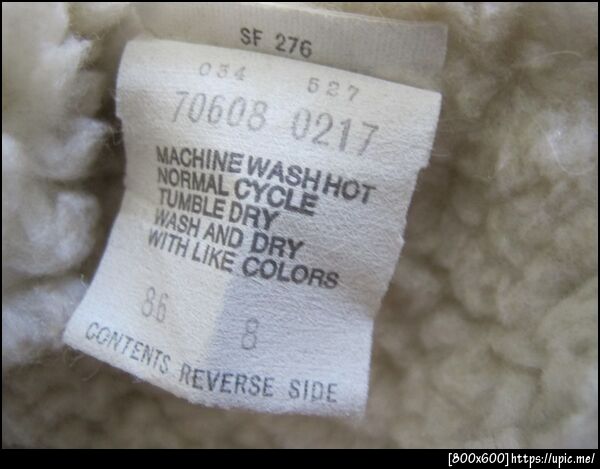 SF 276
034 527
70608 0217
MACHINE WASH HOT
NORMAL CYCLE
TUMBLE DRY
WASH AND DRY
WITH LIKE COLORS
86 8
CONTENTS REVERSE SIDE
[800x600]https://upic.me/